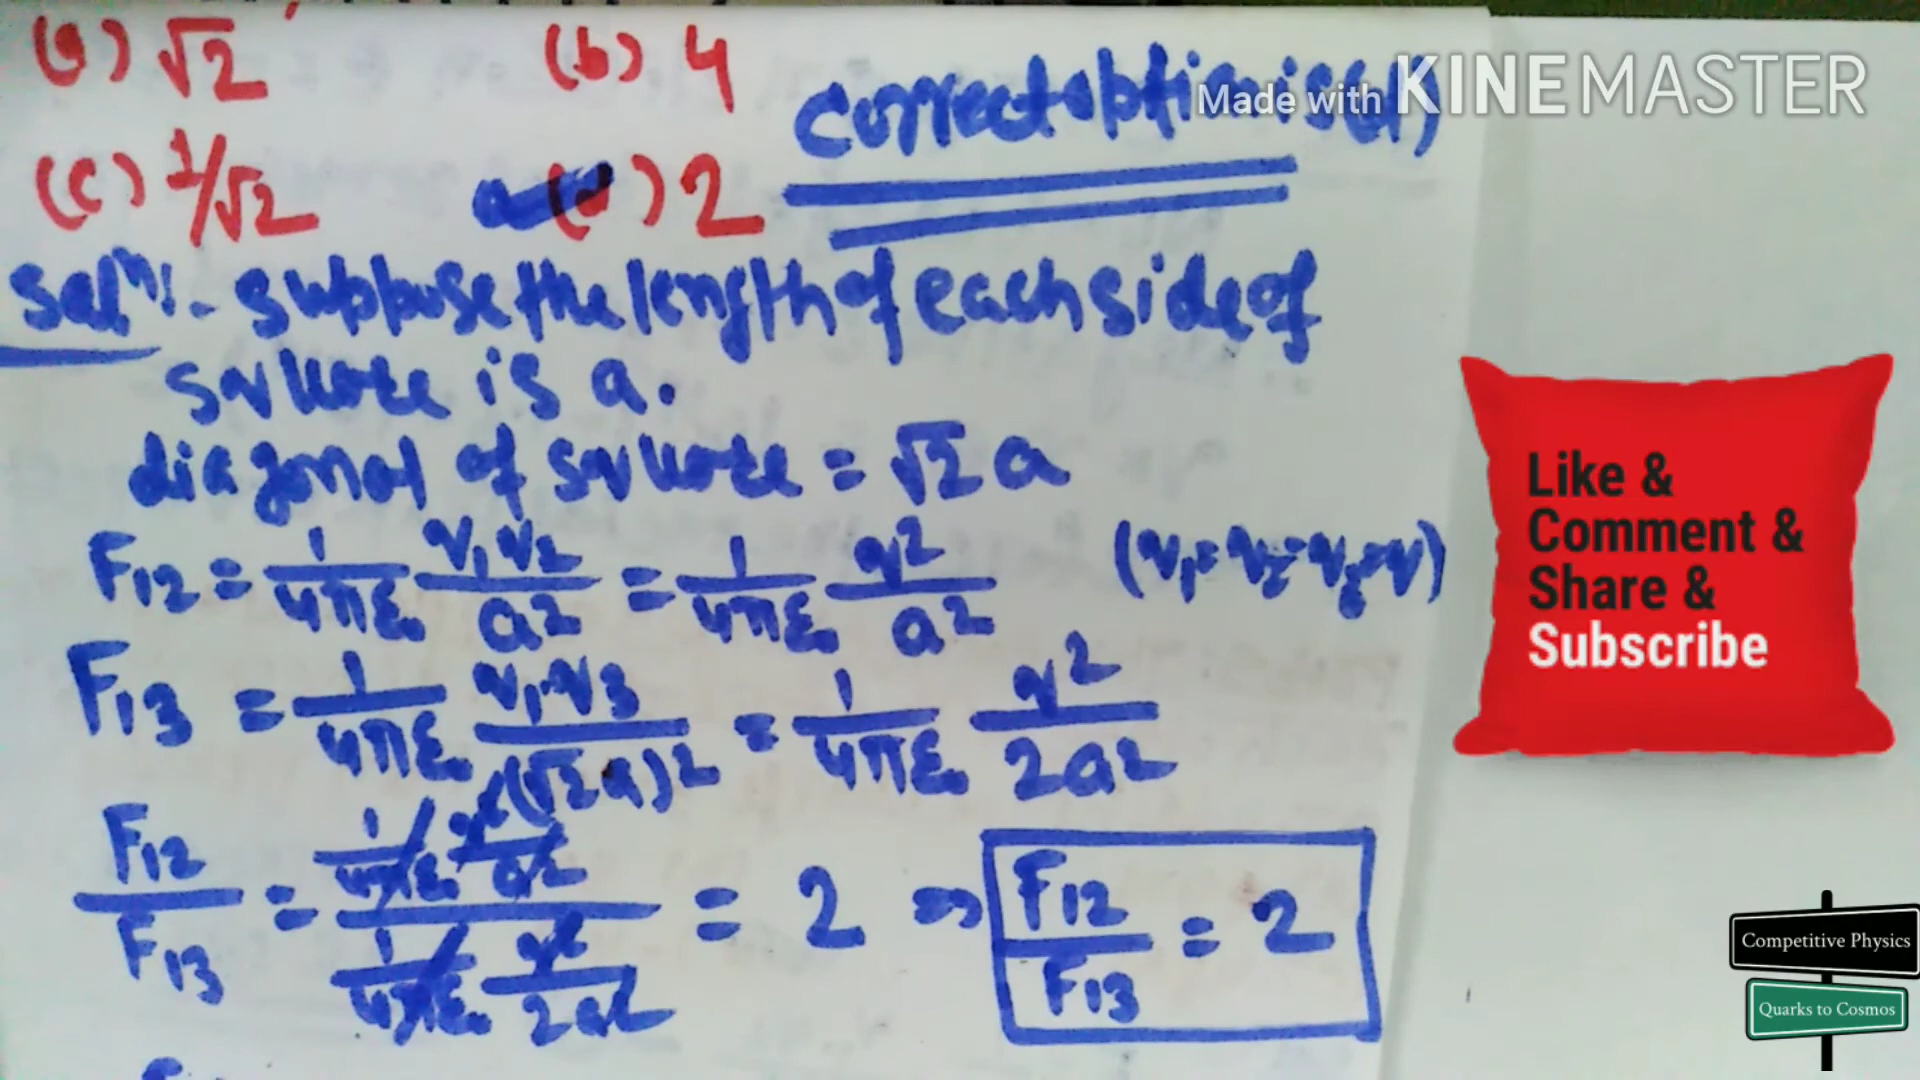 (a) √2 (b) 4
Made with KINEMASTER
correct option is (d)
(c) 1/√2 (d) 2
Solⁿ:- suppose the length of each side of
square is a.
diagonal of square = √2 a
F12 = 1/4πε₀ q1q2/a2 = 1/4πε₀ q2/a2 (q1=q2=q3=q)
F13 = 1/4πε₀ q1.q3/(√2a)2 = 1/4πε₀ q2/2a2
F12/F13 = 1/4πε₀ q2/a2 / 1/4πε₀ q2/2a2 = 2 ⇒ F12/F13 = 2
Like &
Comment &
Share &
Subscribe
Competitive Physics
Quarks to Cosmos